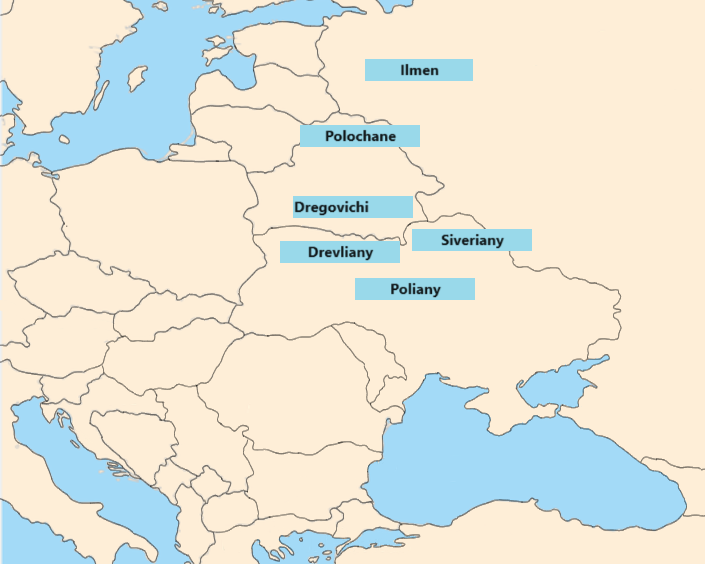 Ilmen
Polochane
Dregovichi
Siveriany
Drevliany
Poliany